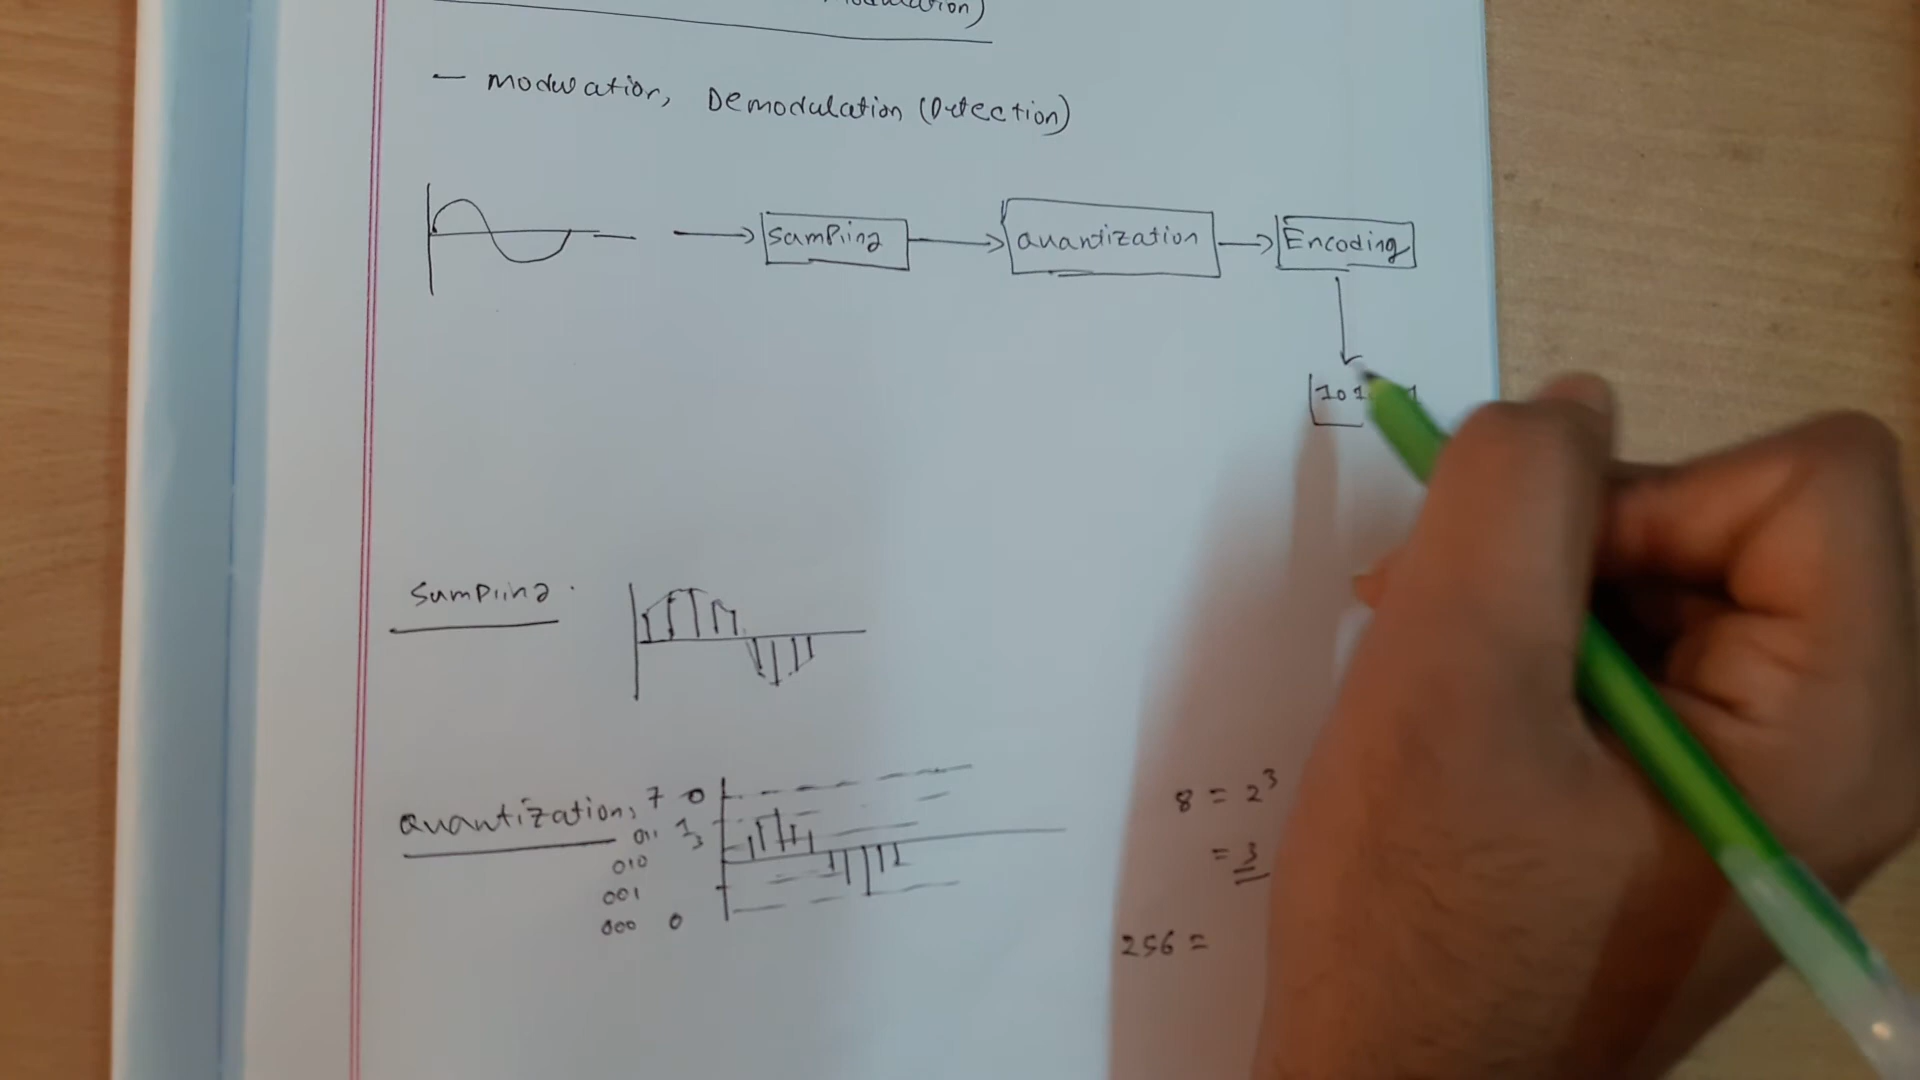 — Modulation, Demodulation (Detection)
Sampling
Quantization
Encoding
Sampling
Quantization, 7 0
011 1 3
010
001
000 0
8 = 2³
= 3
256 =